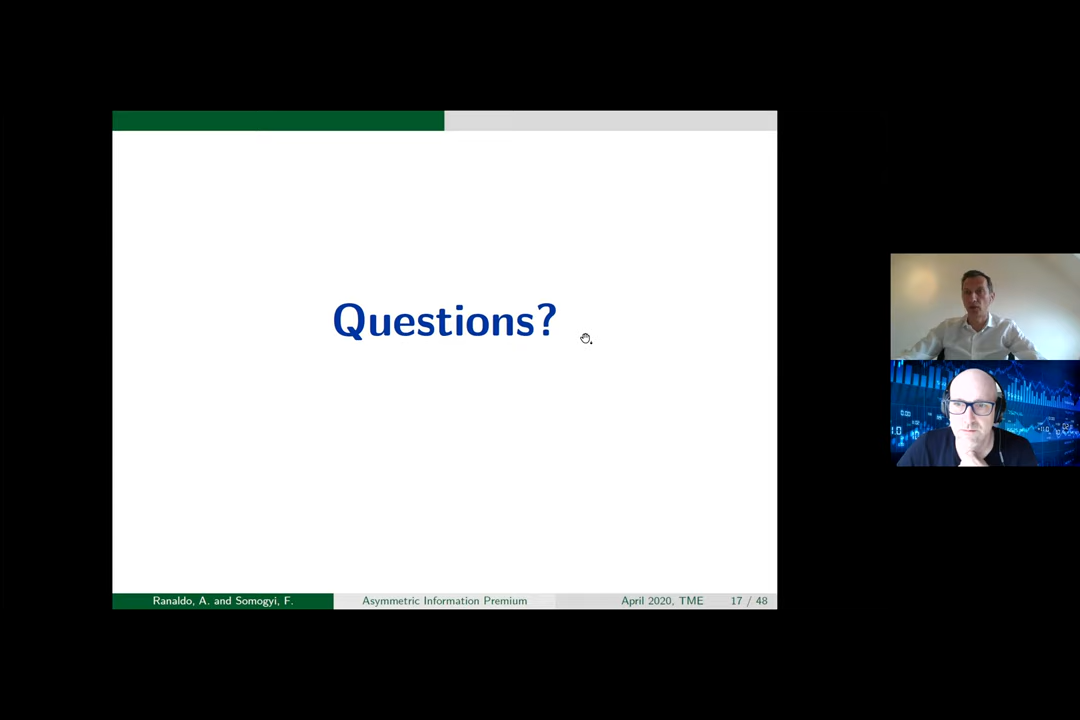 Questions?
Ranaldo, A. and Somogyi, F.
Asymmetric Information Premium
April 2020, TME
17 / 48